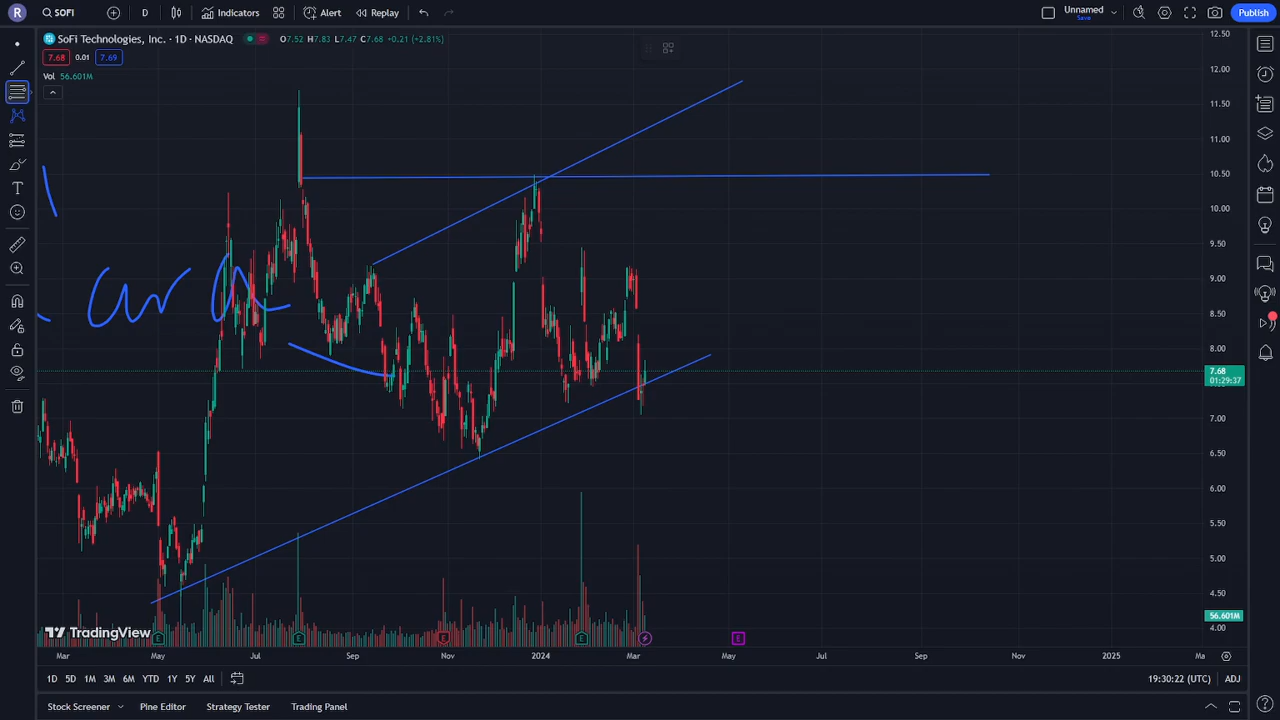 R SOFI D Indicators Alert Replay Unnamed Save Publish
SoFi Technologies, Inc. · 1D · NASDAQ O7.52 H7.83 L7.47 C7.68 +0.21 (+2.81%)
7.68 0.01 7.69
Vol 56.601M
12.50
12.00
11.50
11.00
10.50
10.00
9.50
9.00
8.50
8.00
7.68
01:29:37
7.00
6.50
6.00
5.50
5.00
4.50
56.601M
4.00
TradingView
E E E E E
Mar May Jul Sep Nov 2024 Mar May Jul Sep Nov 2025 Ma
1D 5D 1M 3M 6M YTD 1Y 5Y All 19:30:22 (UTC) ADJ
Stock Screener Pine Editor Strategy Tester Trading Panel